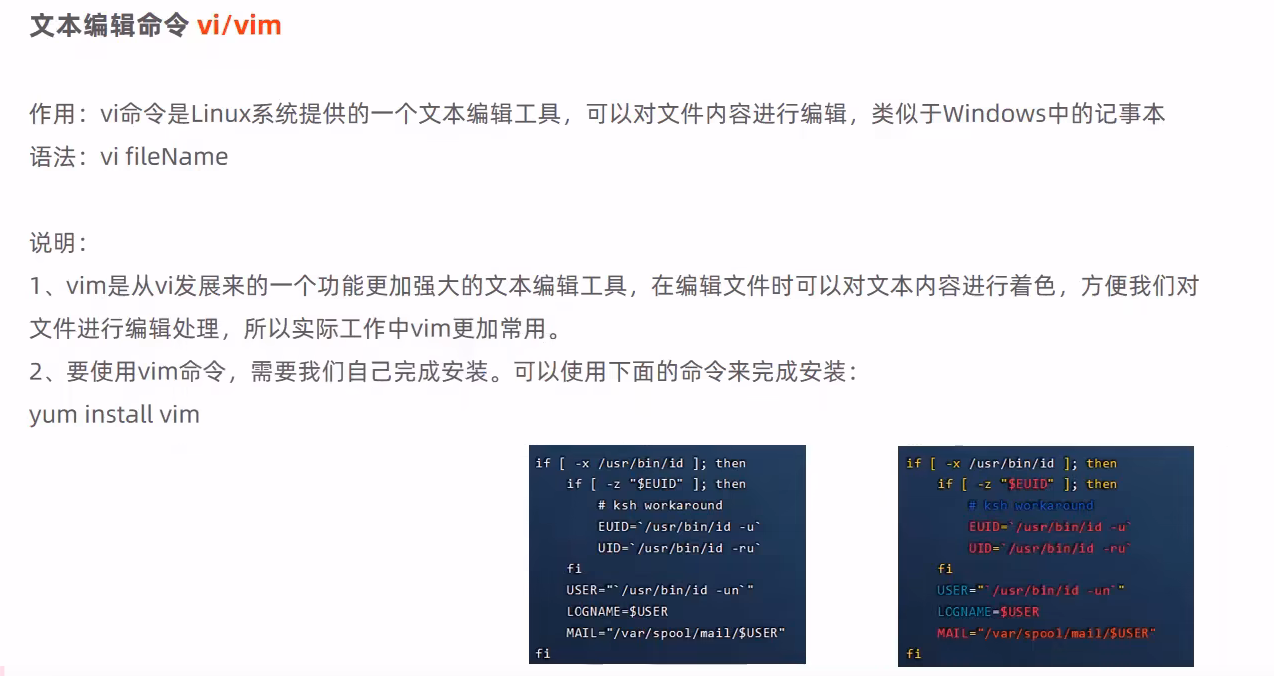 文本编辑命令 vi/vim
作用：vi命令是Linux系统提供的一个文本编辑工具，可以对文件内容进行编辑，类似于Windows中的记事本
语法：vi fileName
说明：
1、vim是从vi发展来的一个功能更加强大的文本编辑工具，在编辑文件时可以对文本内容进行着色，方便我们对
文件进行编辑处理，所以实际工作中vim更加常用。
2、要使用vim命令，需要我们自己完成安装。可以使用下面的命令来完成安装：
yum install vim
if [ -x /usr/bin/id ]; then
if [ -z "$EUID" ]; then
# ksh workaround
EUID=`/usr/bin/id -u`
UID=`/usr/bin/id -ru`
fi
USER="`/usr/bin/id -un`"
LOGNAME=$USER
MAIL="/var/spool/mail/$USER"
fi
if [ -x /usr/bin/id ]; then
if [ -z "$EUID" ]; then
# ksh workaround
EUID=`/usr/bin/id -u`
UID=`/usr/bin/id -ru`
fi
USER="`/usr/bin/id -un`"
LOGNAME=$USER
MAIL="/var/spool/mail/$USER"
fi